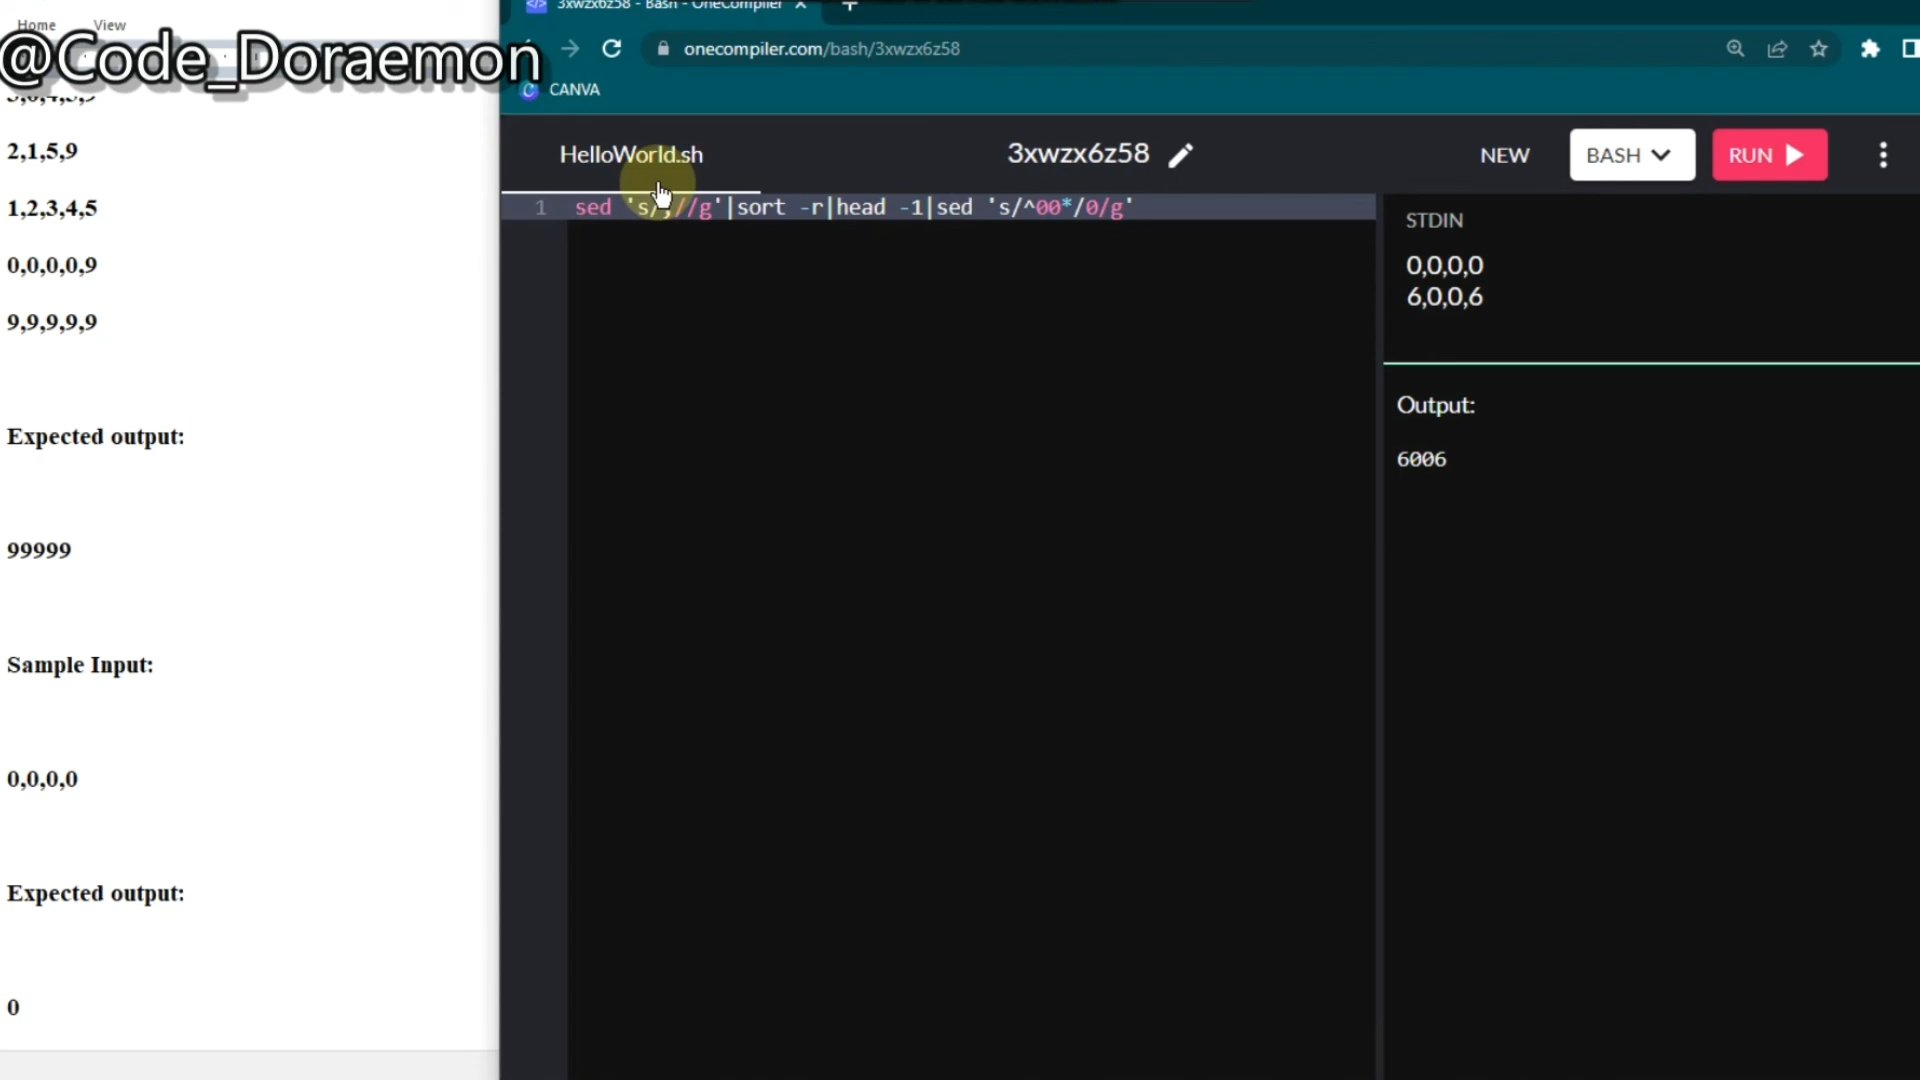 Home View
@Code_Doraemon
2,1,5,9
1,2,3,4,5
0,0,0,0,9
9,9,9,9,9
Expected output:
99999
Sample Input:
0,0,0,0
Expected output:
0
3xwzx6z58 - Bash - OneCompiler
onecompiler.com/bash/3xwzx6z58
CANVA
HelloWorld.sh
3xwzx6z58
NEW
BASH
RUN
1 sed 's/,//g'|sort -r|head -1|sed 's/^00*/0/g'
STDIN
0,0,0,0
6,0,0,6
Output:
6006